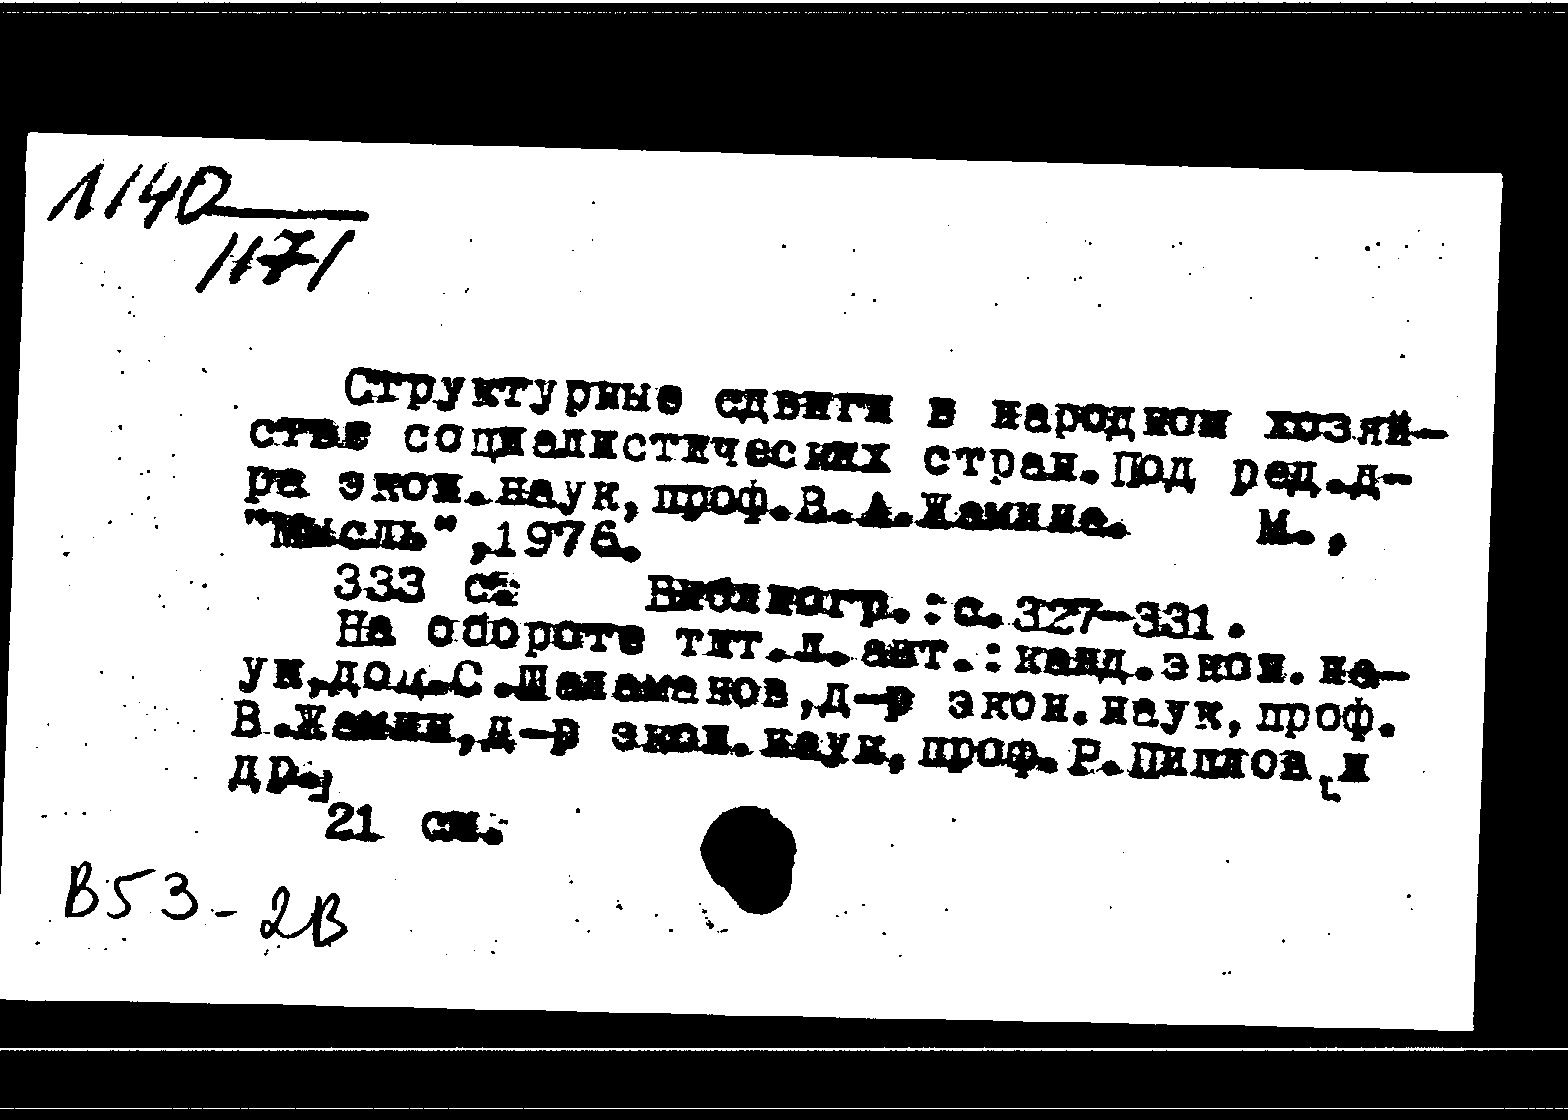 1140
1171
Структурные сдвиги в народном хозяй-
стве социалистических стран.Под ред.д-
ра экон.наук,проф.В.А.Жамина. М.,
"Мысль",1976.
333 с. Библиогр.:с.327-331.
На обороте тит.л.авт.:канд.экон.на-
ук,доц.С.Шаламанов,д-р экон.наук,проф.
В.Жамин,д-р экон.наук,проф.Р.Пиплов и
др.
21 см.
В53-2В